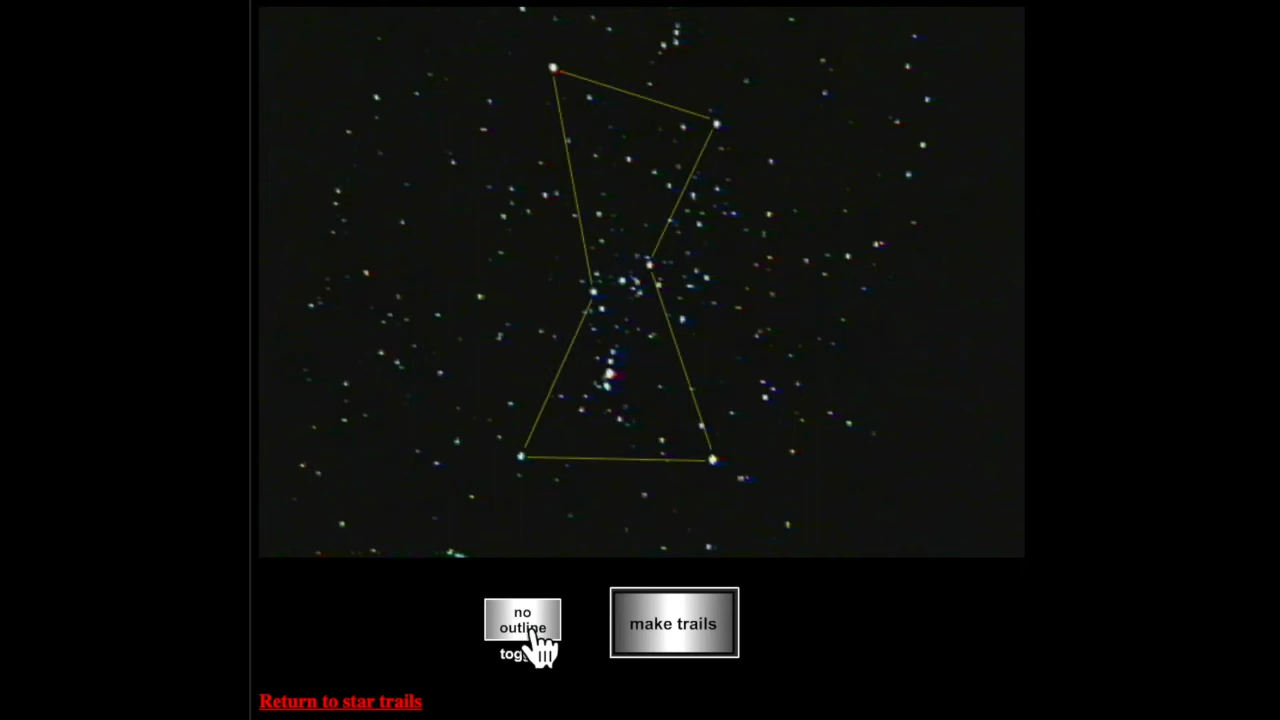 no
outline
make trails
Return to star trails